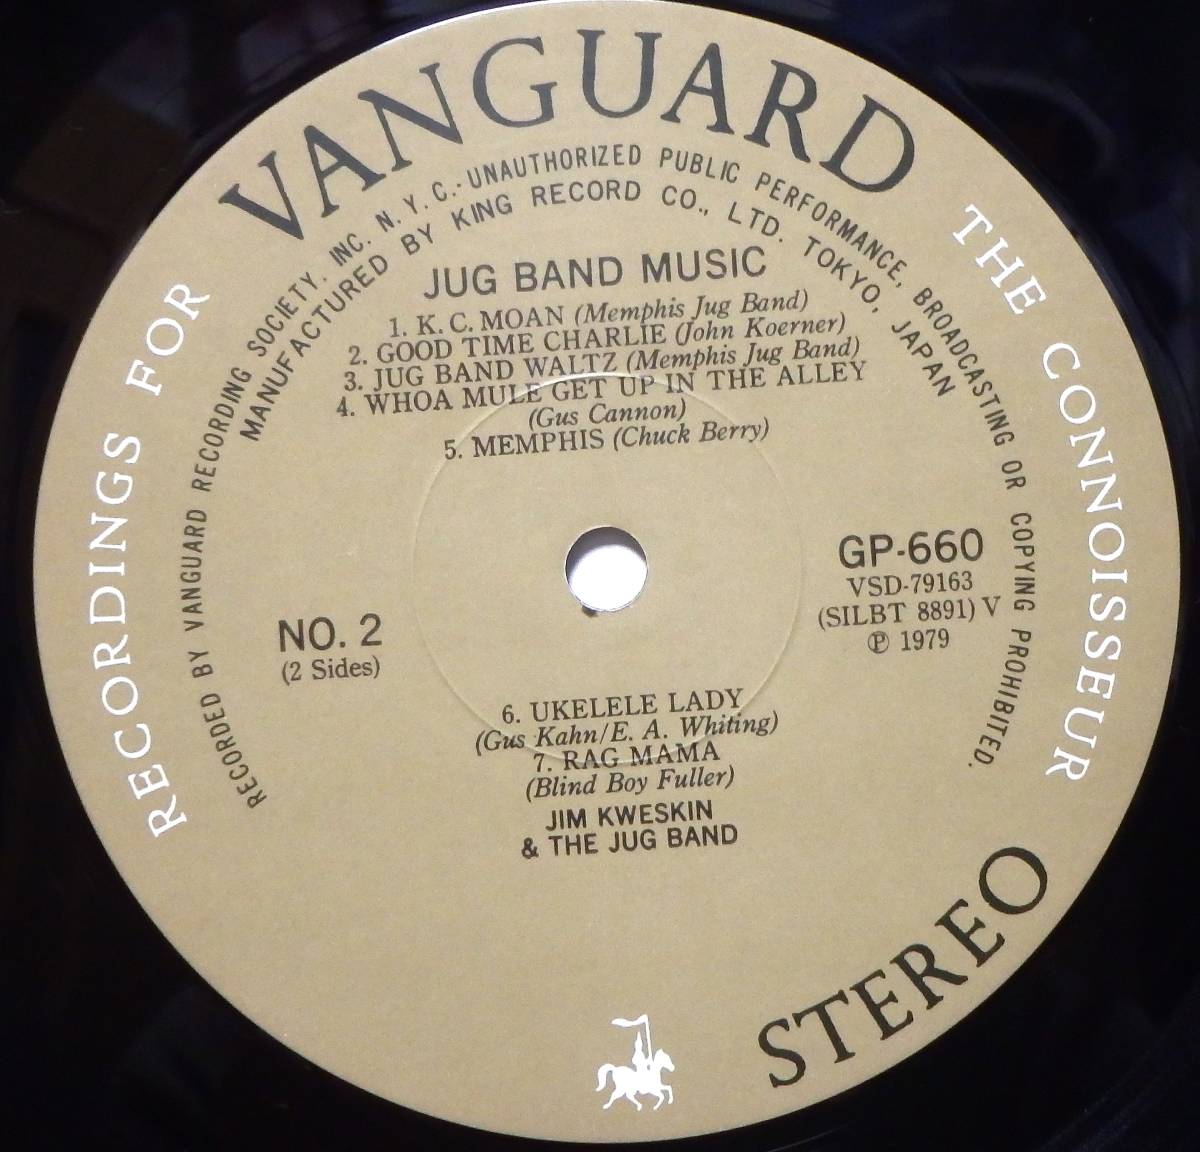 VANGUARD
RECORDINGS FOR THE CONNOISSEUR
RECORDED BY VANGUARD RECORDING SOCIETY, INC. N.Y.C.·UNAUTHORIZED PUBLIC PERFORMANCE, BROADCASTING OR COPYING PROHIBITED.
MANUFACTURED BY KING RECORD CO., LTD. TOKYO, JAPAN
JUG BAND MUSIC
1. K. C. MOAN (Memphis Jug Band)
2. GOOD TIME CHARLIE (John Koerner)
3. JUG BAND WALTZ (Memphis Jug Band)
4. WHOA MULE GET UP IN THE ALLEY
(Gus Cannon)
5. MEMPHIS (Chuck Berry)
NO. 2
(2 Sides)
GP-660
VSD-79163
(SILBT 8891) V
℗ 1979
6. UKELELE LADY
(Gus Kahn/E. A. Whiting)
7. RAG MAMA
(Blind Boy Fuller)
JIM KWESKIN
& THE JUG BAND
STEREO